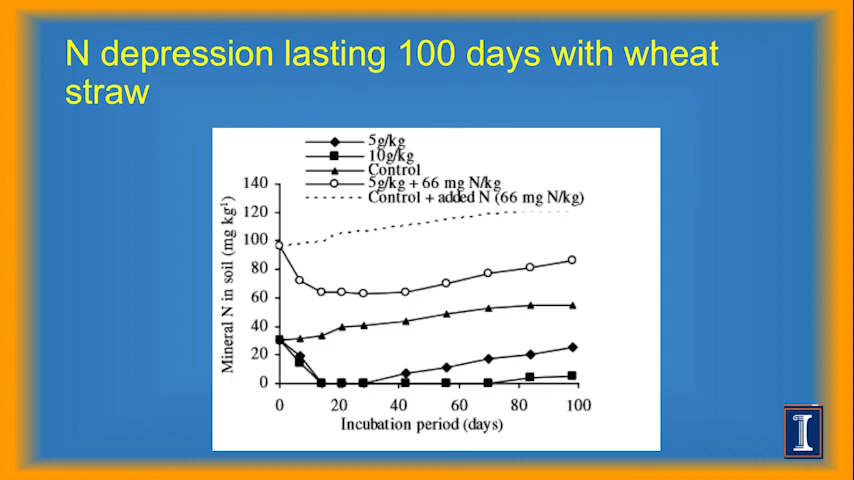 N depression lasting 100 days with wheat
straw
5g/kg
10g/kg
Control
5g/kg + 66 mg N/kg
Control + added N (66 mg N/kg)
Mineral N in soil (mg kg¹)
140
120
100
80
60
40
20
0
0 20 40 60 80 100
Incubation period (days)
I